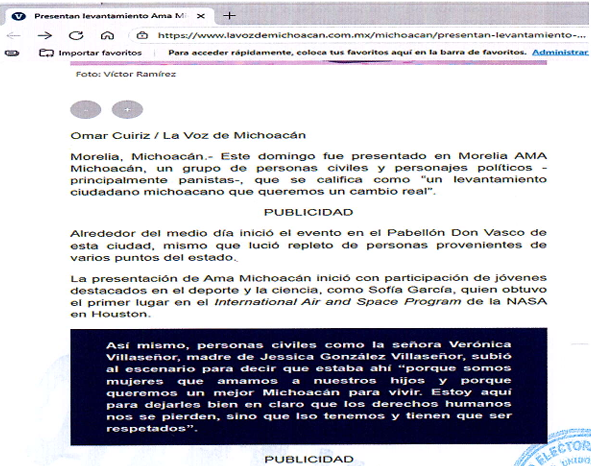 Presentan levantamiento Ama Mi
https://www.lavozdemichoacan.com.mx/michoacan/presentan-levantamiento-...
Importar favoritos
Para acceder rápidamente, coloca tus favoritos aquí en la barra de favoritos. Administrar
Foto: Víctor Ramírez
- +
Omar Cuiriz / La Voz de Michoacán
Morelia, Michoacán.- Este domingo fue presentado en Morelia AMA
Michoacán, un grupo de personas civiles y personajes políticos -
principalmente panistas-, que se califica como "un levantamiento
ciudadano michoacano que queremos un cambio real".
PUBLICIDAD
Alrededor del medio día inició el evento en el Pabellón Don Vasco de
esta ciudad, mismo que lució repleto de personas provenientes de
varios puntos del estado.
La presentación de Ama Michoacán inició con participación de jóvenes
destacados en el deporte y la ciencia, como Sofía García, quien obtuvo
el primer lugar en el International Air and Space Program de la NASA
en Houston.
Así mismo, personas civiles como la señora Verónica
Villaseñor, madre de Jessica González Villaseñor, subió
al escenario para decir que estaba ahí "porque somos
mujeres que amamos a nuestros hijos y porque
queremos un mejor Michoacán para vivir. Estoy aquí
para dejarles bien en claro que los derechos humanos
nos se pierden, sino que lso tenemos y tienen que ser
respetados".
PUBLICIDAD